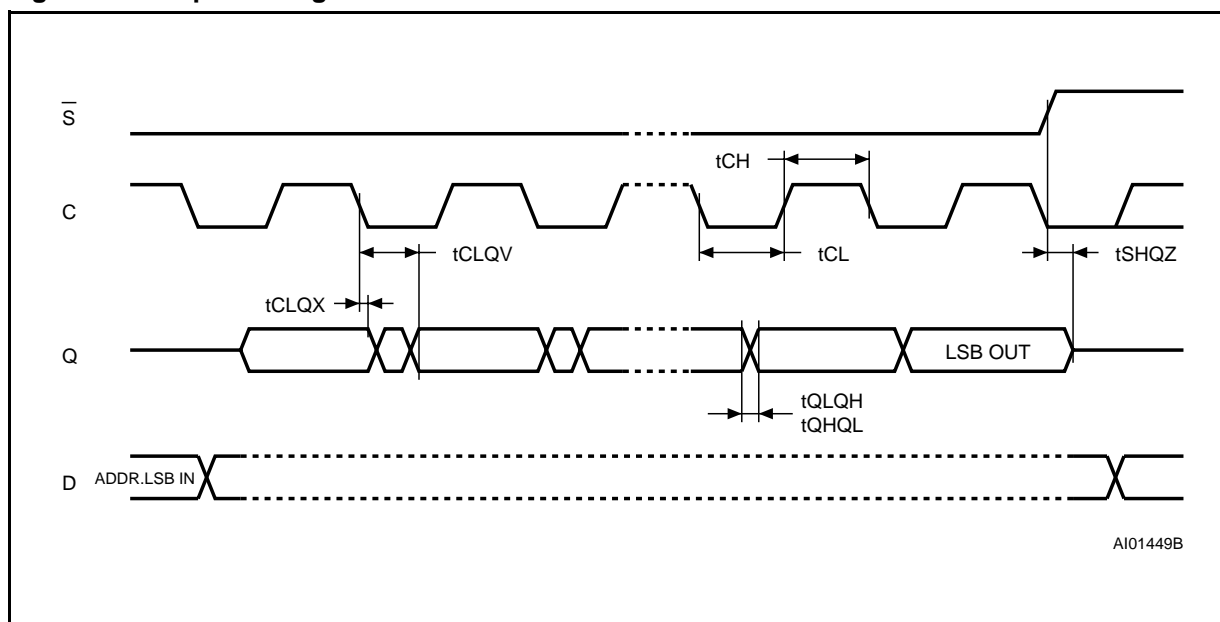 S
tCH
C
tCLQV
tCL
tSHQZ
tCLQX
Q
LSB OUT
tQLQH
tQHQL
D
ADDR.LSB IN
AI01449B